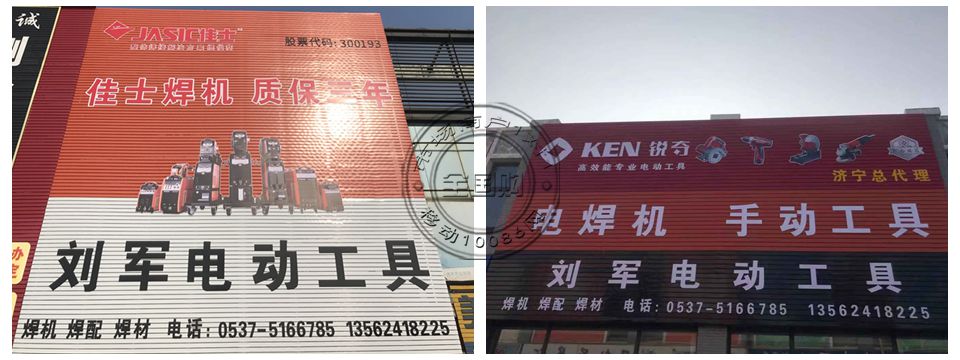 诚
JASIC佳士
股票代码: 300193
佳士焊机 质保三年
刘军电动工具
焊机 焊配 焊材 电话: 0537-5166785 13562418225
KEN 锐奇
高效能专业电动工具
济宁总代理
电焊机 手动工具
刘军电动工具
焊机 焊配 焊材 电话: 0537-5166785 13562418225
全国购
移动10086